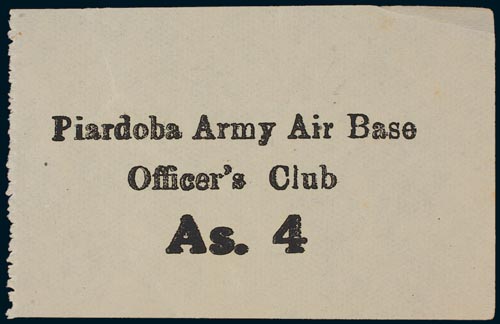 Piardoba Army Air Base
Officer's Club
As. 4